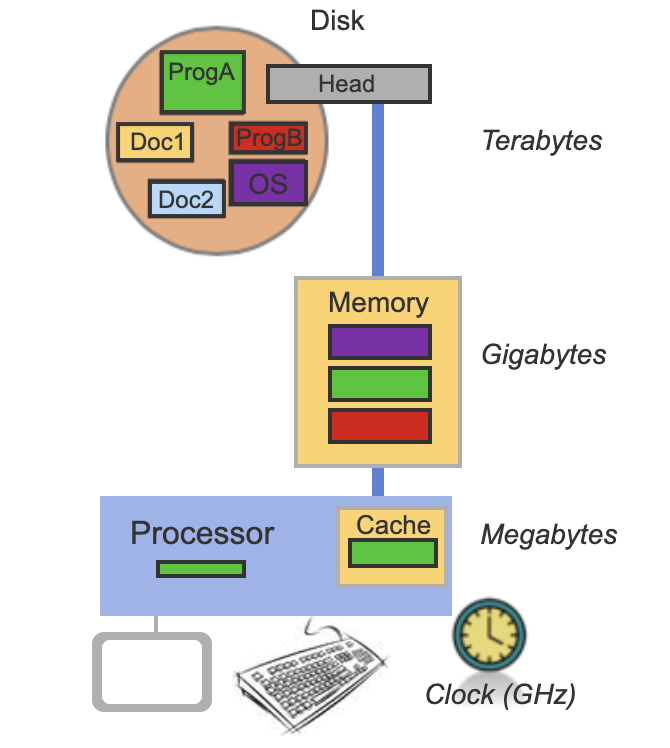 Disk
ProgA
Head
Doc1
ProgB
Terabytes
OS
Doc2
Memory
Gigabytes
Processor
Cache
Megabytes
Clock (GHz)